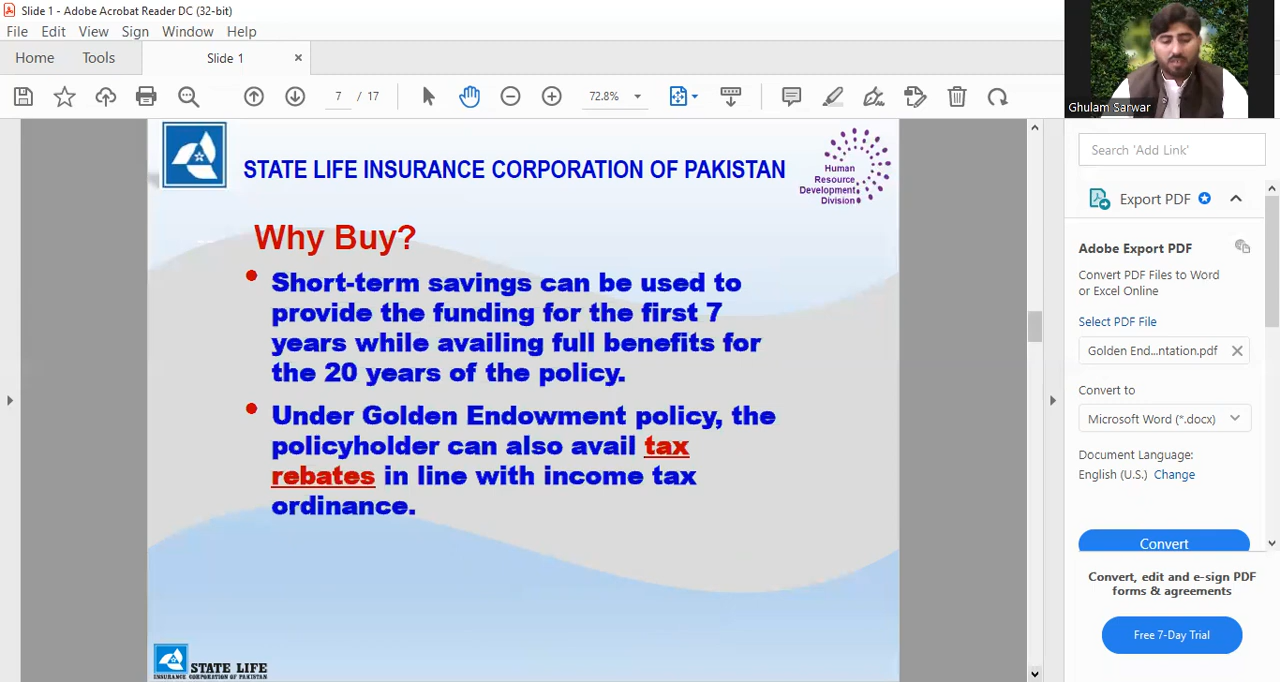 Slide 1 - Adobe Acrobat Reader DC (32-bit)
File Edit View Sign Window Help
Home Tools Slide 1 ×
7 / 17 72.8%
Ghulam Sarwar
STATE LIFE INSURANCE CORPORATION OF PAKISTAN
Human
Resource
Development
Division
Why Buy?
• Short-term savings can be used to
provide the funding for the first 7
years while availing full benefits for
the 20 years of the policy.
• Under Golden Endowment policy, the
policyholder can also avail tax
rebates in line with income tax
ordinance.
STATE LIFE
INSURANCE CORPORATION OF PAKISTAN
Search 'Add Link'
Export PDF
Adobe Export PDF
Convert PDF Files to Word
or Excel Online
Select PDF File
Golden End...ntation.pdf ×
Convert to
Microsoft Word (*.docx)
Document Language:
English (U.S.) Change
Convert
Convert, edit and e-sign PDF
forms & agreements
Free 7-Day Trial